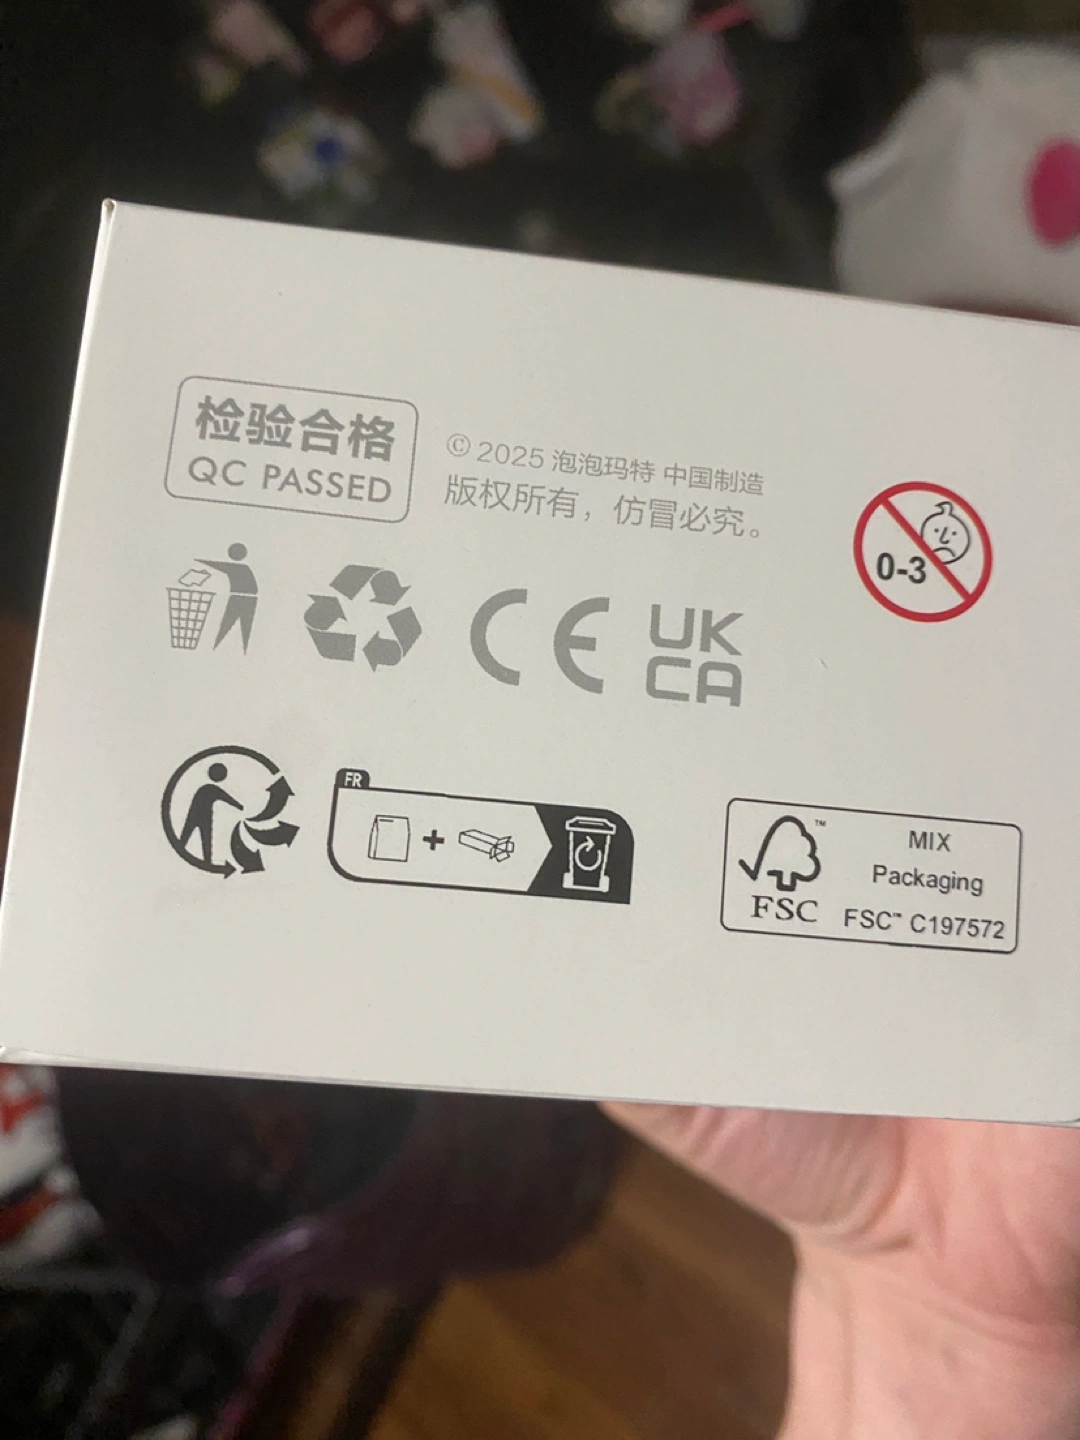 检验合格
QC PASSED
© 2025 泡泡玛特 中国制造
版权所有，仿冒必究。
0-3
CE
UK
CA
FR
+
FSC
™
MIX
Packaging
FSC™ C197572